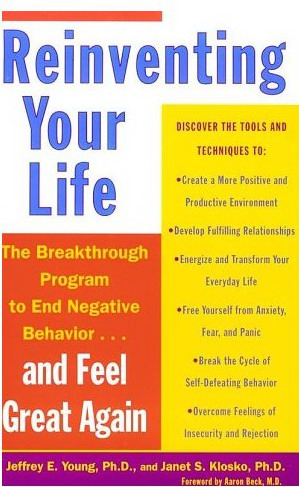 Reinventing
Your
Life
The Breakthrough
Program
to End Negative
Behavior . . .
and Feel
Great Again
DISCOVER THE TOOLS AND
TECHNIQUES TO:
•Create a More Positive and
Productive Environment
•Develop Fulfilling Relationships
•Energize and Transform Your
Everyday Life
•Free Yourself from Anxiety,
Fear, and Panic
•Break the Cycle of
Self-Defeating Behavior
•Overcome Feelings of
Insecurity and Rejection
Jeffrey E. Young, Ph.D., and Janet S. Klosko, Ph.D.
Foreword by Aaron Beck, M.D.